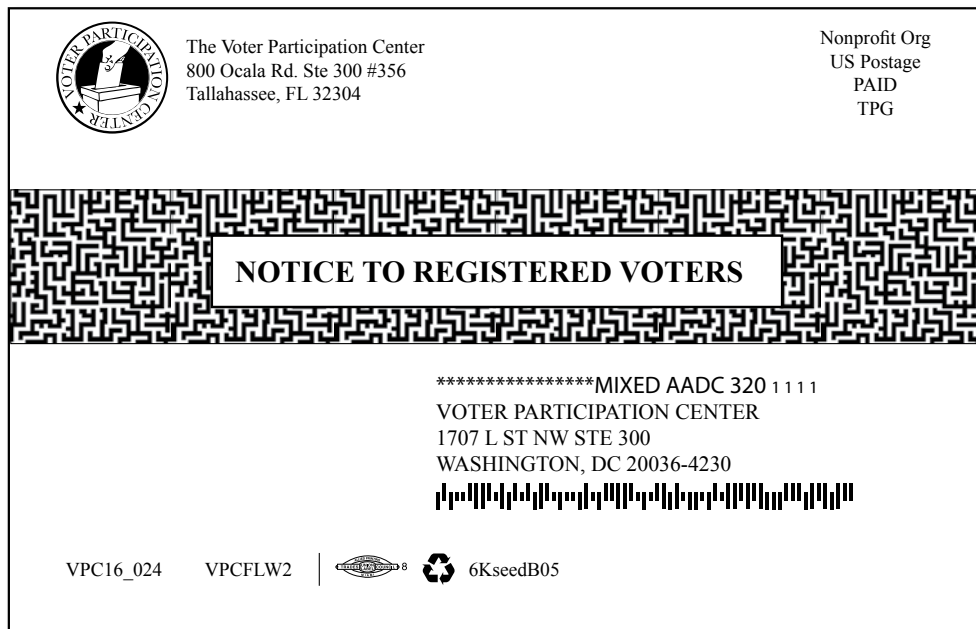 VOTER PARTICIPATION CENTER
The Voter Participation Center
800 Ocala Rd. Ste 300 #356
Tallahassee, FL 32304
Nonprofit Org
US Postage
PAID
TPG
NOTICE TO REGISTERED VOTERS
****************MIXED AADC 320 1 1 1 1
VOTER PARTICIPATION CENTER
1707 L ST NW STE 300
WASHINGTON, DC 20036-4230
VPC16_024 VPCFLW2 8 6KseedB05